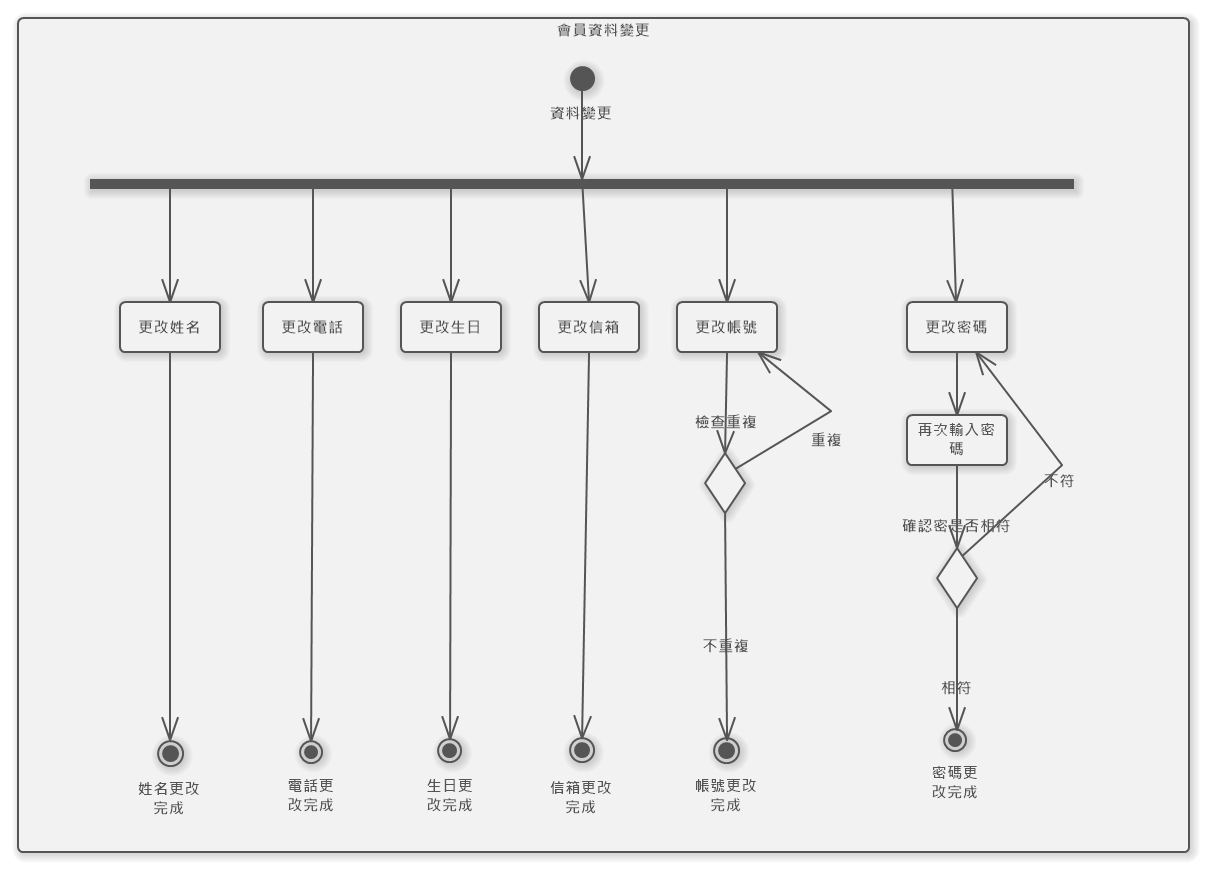 會員資料變更
資料變更
更改姓名
更改電話
更改生日
更改信箱
更改帳號
更改密碼
檢查重複
重複
再次輸入密
碼
不符
確認密是否相符
不重複
相符
姓名更改
完成
電話更
改完成
生日更
改完成
信箱更改
完成
帳號更改
完成
密碼更
改完成